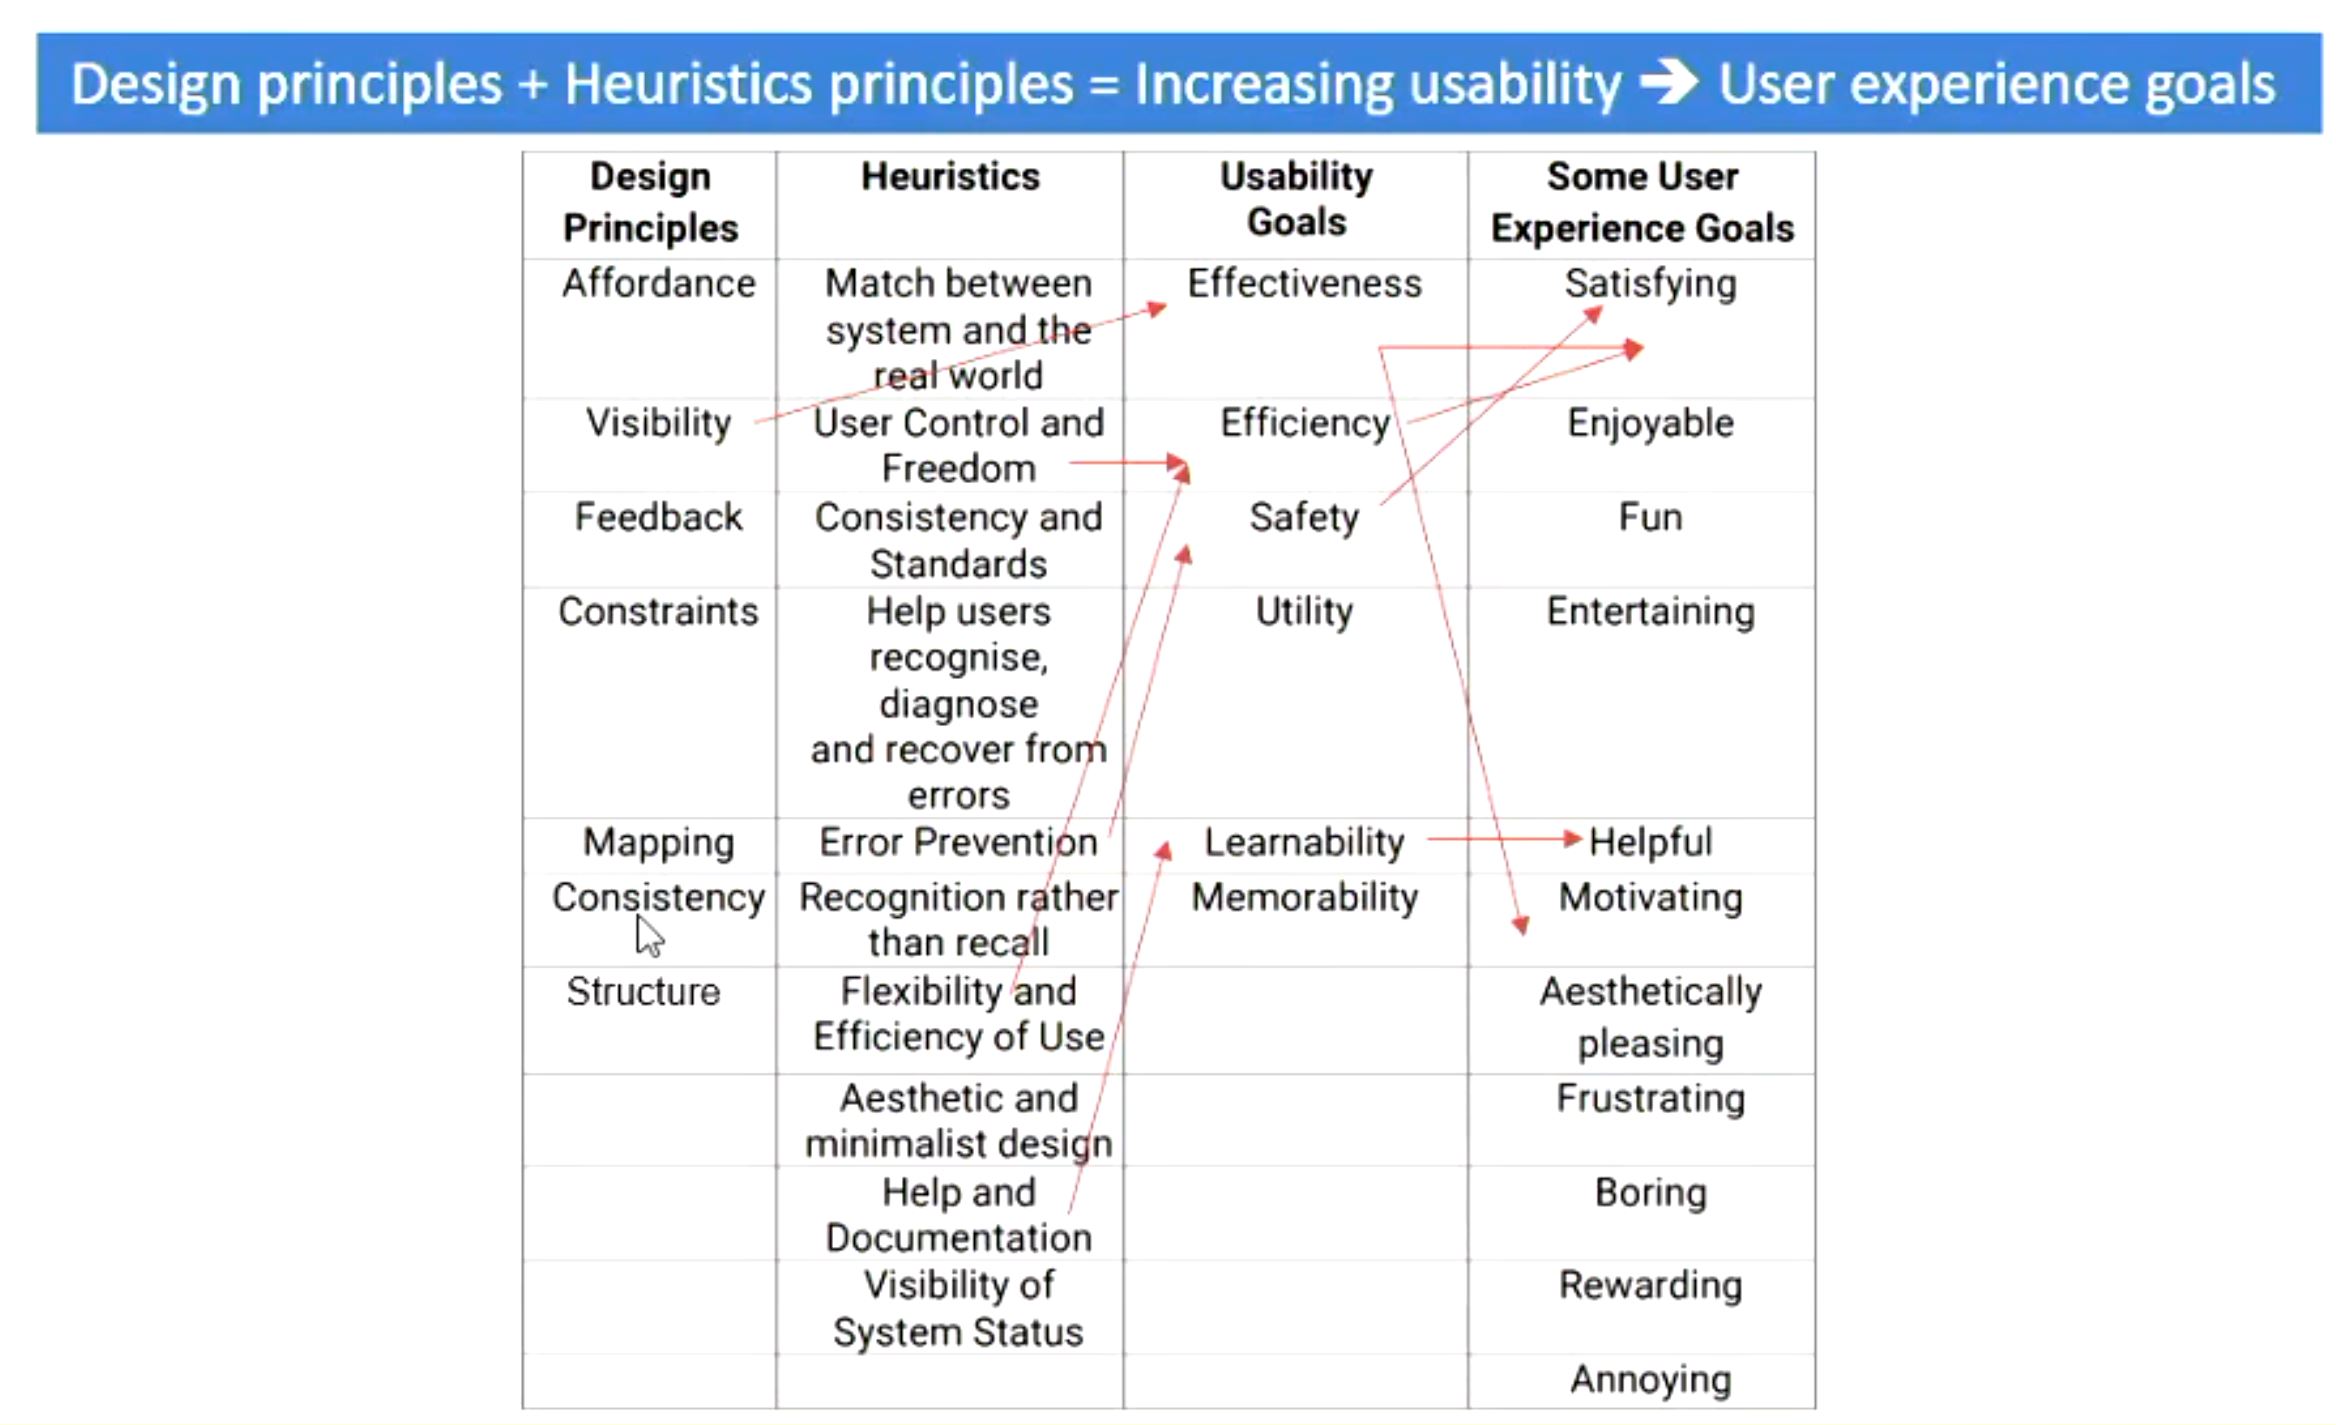 Design principles + Heuristics principles = Increasing usability ➔ User experience goals
Design
Principles
Heuristics
Usability
Goals
Some User
Experience Goals
Affordance
Match between
system and the
real world
Effectiveness
Satisfying
Visibility
User Control and
Freedom
Efficiency
Enjoyable
Feedback
Consistency and
Standards
Safety
Fun
Constraints
Help users
recognise,
diagnose
and recover from
errors
Utility
Entertaining
Mapping
Error Prevention
Learnability
Helpful
Consistency
Recognition rather
than recall
Memorability
Motivating
Structure
Flexibility and
Efficiency of Use
Aesthetically
pleasing
Aesthetic and
minimalist design
Frustrating
Help and
Documentation
Boring
Visibility of
System Status
Rewarding
Annoying